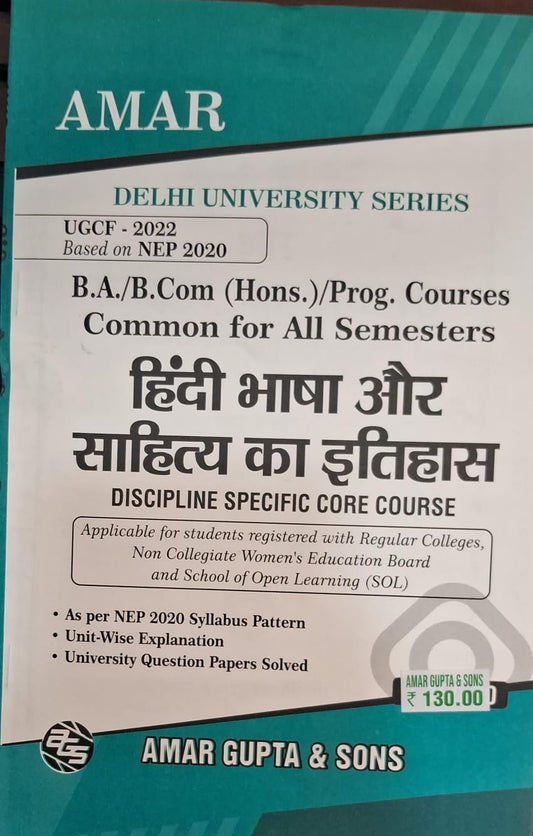 AMAR
DELHI UNIVERSITY SERIES
UGCF - 2022
Based on NEP 2020
B.A./B.Com (Hons.)/Prog. Courses
Common for All Semesters
हिंदी भाषा और
साहित्य का इतिहास
DISCIPLINE SPECIFIC CORE COURSE
Applicable for students registered with Regular Colleges,
Non Collegiate Women's Education Board
and School of Open Learning (SOL)
• As per NEP 2020 Syllabus Pattern
• Unit-Wise Explanation
• University Question Papers Solved
AMAR GUPTA & SONS
₹ 130.00
ags
AMAR GUPTA & SONS